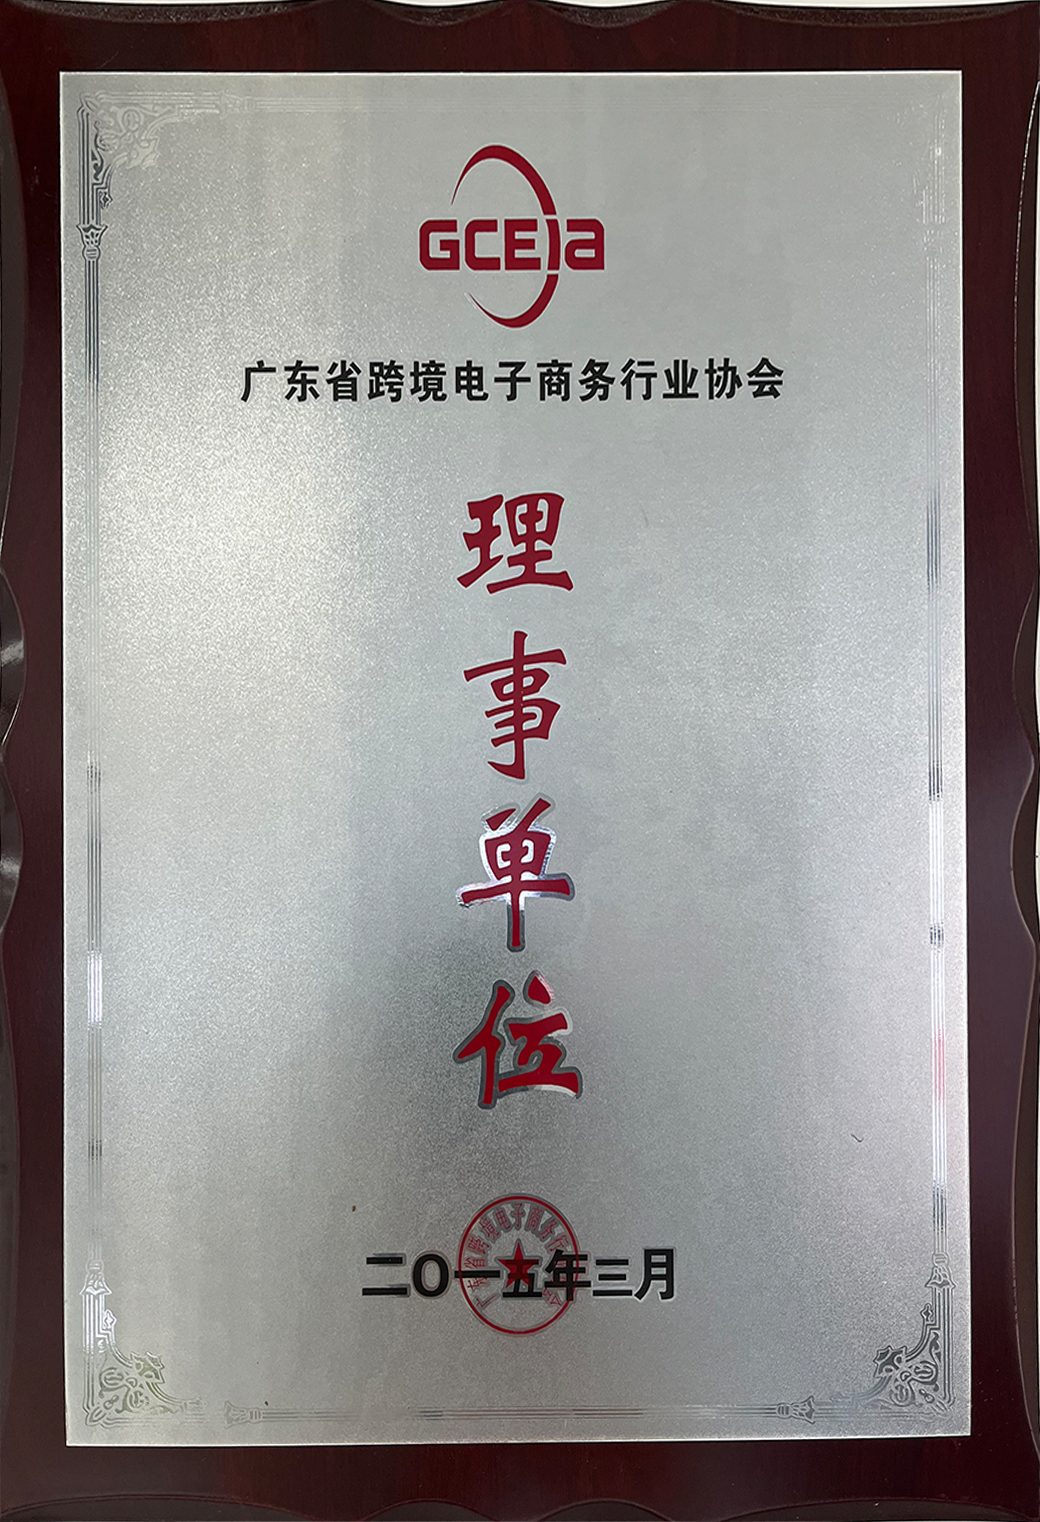 GCEIa
广东省跨境电子商务行业协会
理
事
单
位
二〇一五年三月